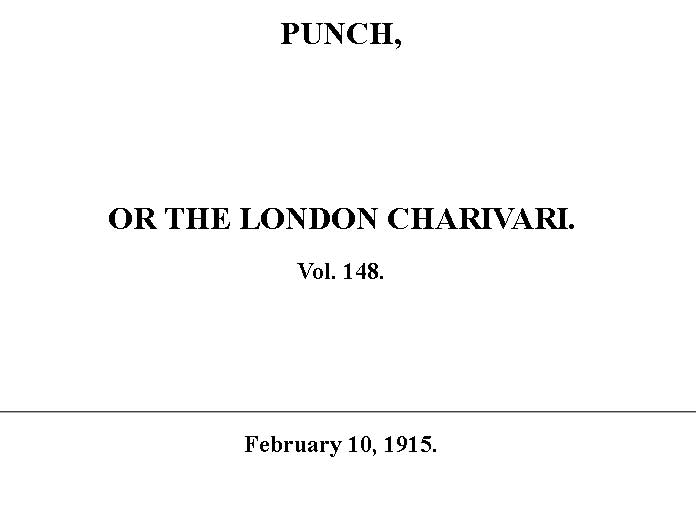 PUNCH,
OR THE LONDON CHARIVARI.
Vol. 148.
February 10, 1915.